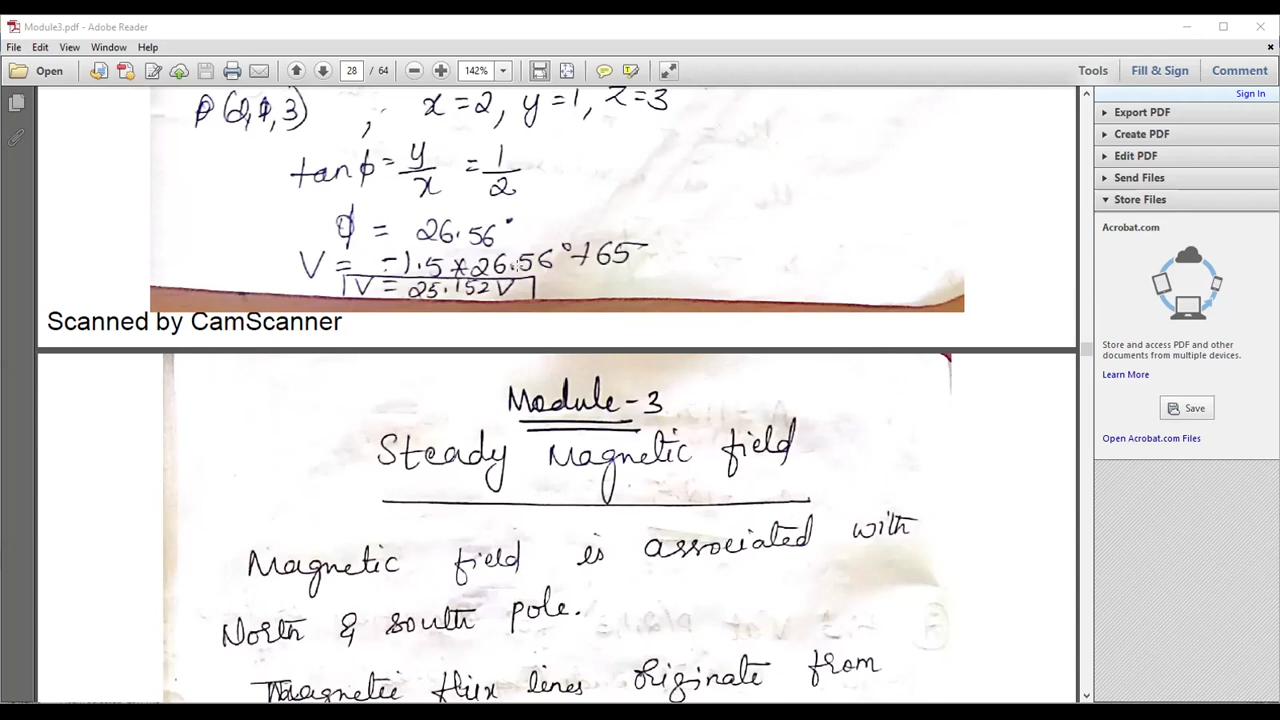 Module3.pdf - Adobe Reader
File Edit View Window Help
Open 28 / 64 142% Tools Fill & Sign Comment
Sign In
P(2,1,3) , x=2, y=1, z=3
tanϕ = y/x = 1/2
ϕ = 26.56°
V = -1.5*26.56°+65
V = 25.152V
Scanned by CamScanner
Module-3
Steady Magnetic field
Magnetic field is associated with
North & south pole.
Magnetic flux lines originate from
Export PDF
Create PDF
Edit PDF
Send Files
Store Files
Acrobat.com
Store and access PDF and other
documents from multiple devices.
Learn More
Save
Open Acrobat.com Files